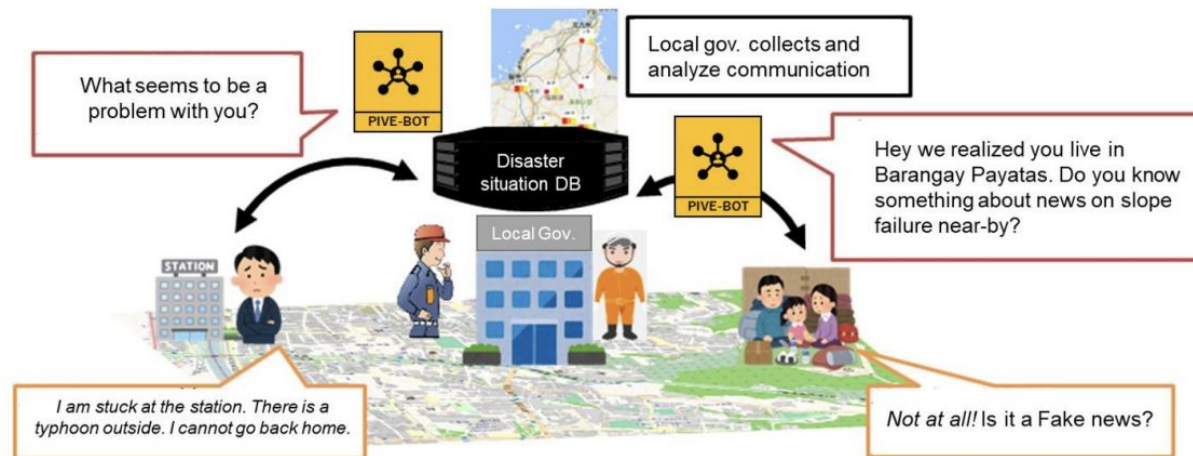 What seems to be a
problem with you?
PIVE-BOT
Local gov. collects and
analyze communication
Disaster
situation DB
PIVE-BOT
Hey we realized you live in
Barangay Payatas. Do you know
something about news on slope
failure near-by?
Local Gov.
STATION
I am stuck at the station. There is a
typhoon outside. I cannot go back home.
Not at all! Is it a Fake news?